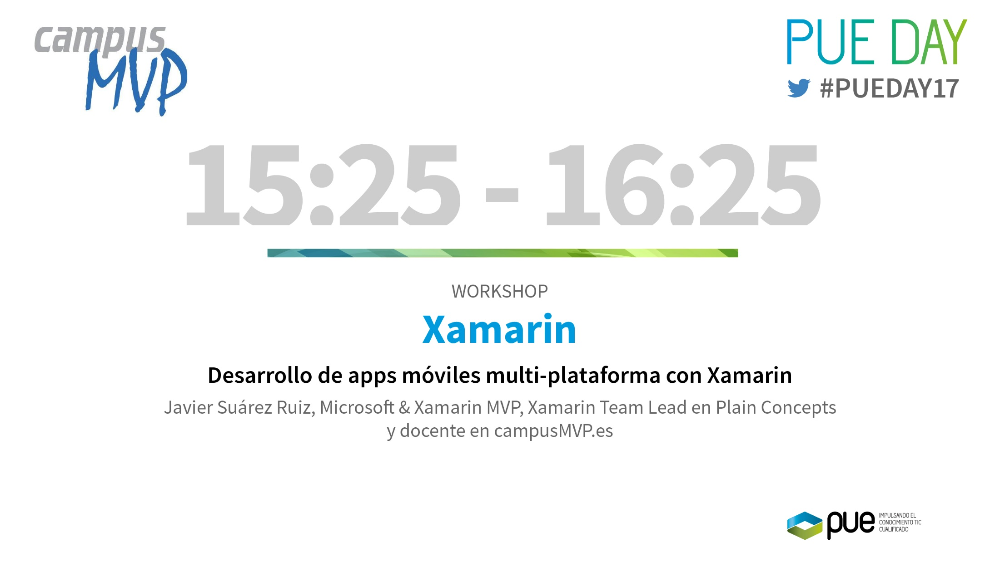 campus
MVP
PUE DAY
#PUEDAY17
15:25 - 16:25
WORKSHOP
Xamarin
Desarrollo de apps móviles multi-plataforma con Xamarin
Javier Suárez Ruiz, Microsoft & Xamarin MVP, Xamarin Team Lead en Plain Concepts
y docente en campusMVP.es
pue
IMPULSANDO EL
CONOCIMIENTO TIC
CUALIFICADO